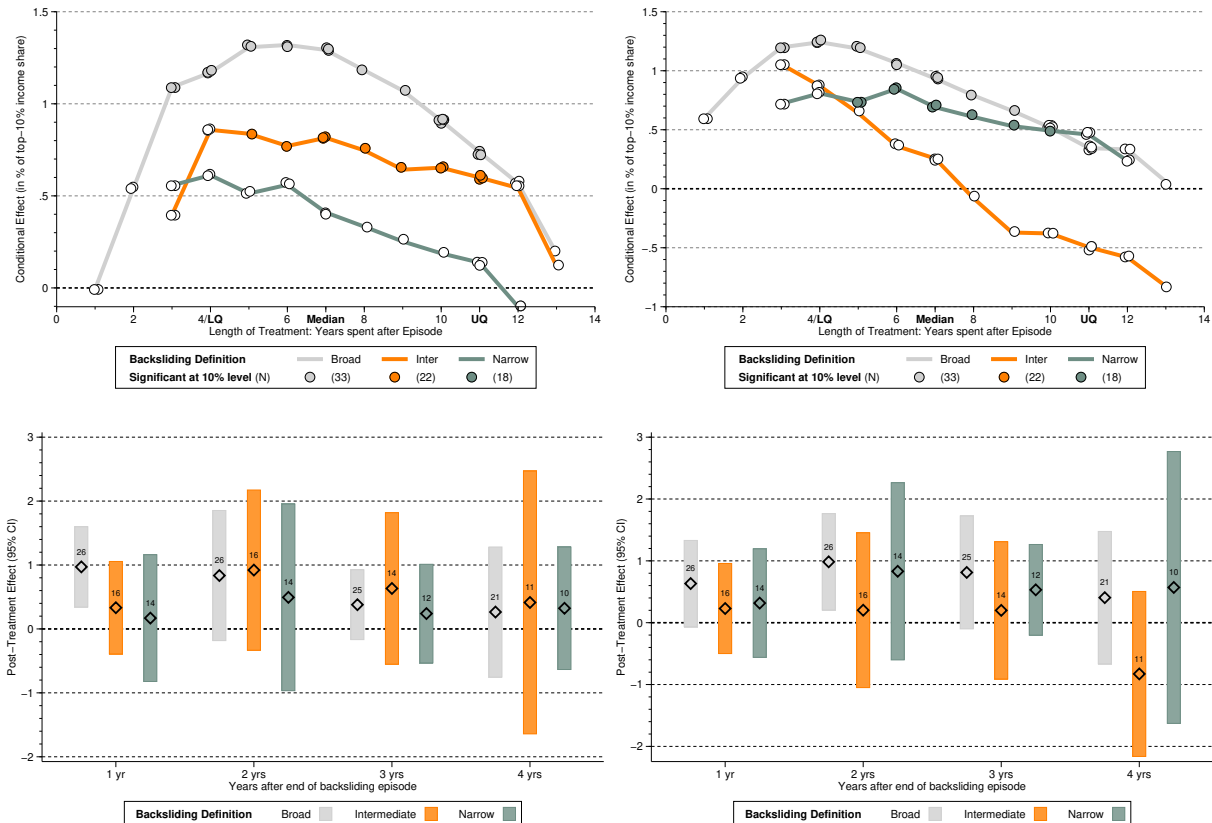 Conditional Effect (in % of top−10% income share)
1.5
1
.5
0
0 2 4/LQ 6 Median 8 10 UQ 12 14
Length of Treatment: Years spent after Episode
Backsliding Definition Broad Inter Narrow
Significant at 10% level (N) (33) (22) (18)
Conditional Effect (in % of top−10% income share)
1.5
1
.5
0
−.5
−1
0 2 4/LQ 6 Median 8 10 UQ 12 14
Length of Treatment: Years spent after Episode
Backsliding Definition Broad Inter Narrow
Significant at 10% level (N) (33) (22) (18)
Post−Treatment Effect (95% CI)
3
2
1
0
−1
−2
26 16 14 26 16 14 25 14 12 21 11 10
1 yr 2 yrs 3 yrs 4 yrs
Years after end of backsliding episode
Backsliding Definition Broad Intermediate Narrow
Post−Treatment Effect (95% CI)
3
2
1
0
−1
−2
26 16 14 26 16 14 25 14 12 21 11 10
1 yr 2 yrs 3 yrs 4 yrs
Years after end of backsliding episode
Backsliding Definition Broad Intermediate Narrow